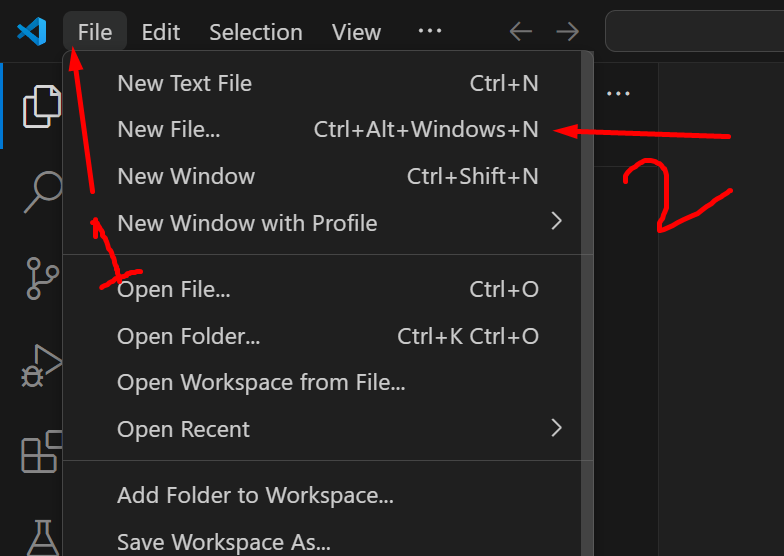 File Edit Selection View ...
New Text File Ctrl+N
New File... Ctrl+Alt+Windows+N
New Window Ctrl+Shift+N
New Window with Profile
1
2
Open File... Ctrl+O
Open Folder... Ctrl+K Ctrl+O
Open Workspace from File...
Open Recent
Add Folder to Workspace...
Save Workspace As...